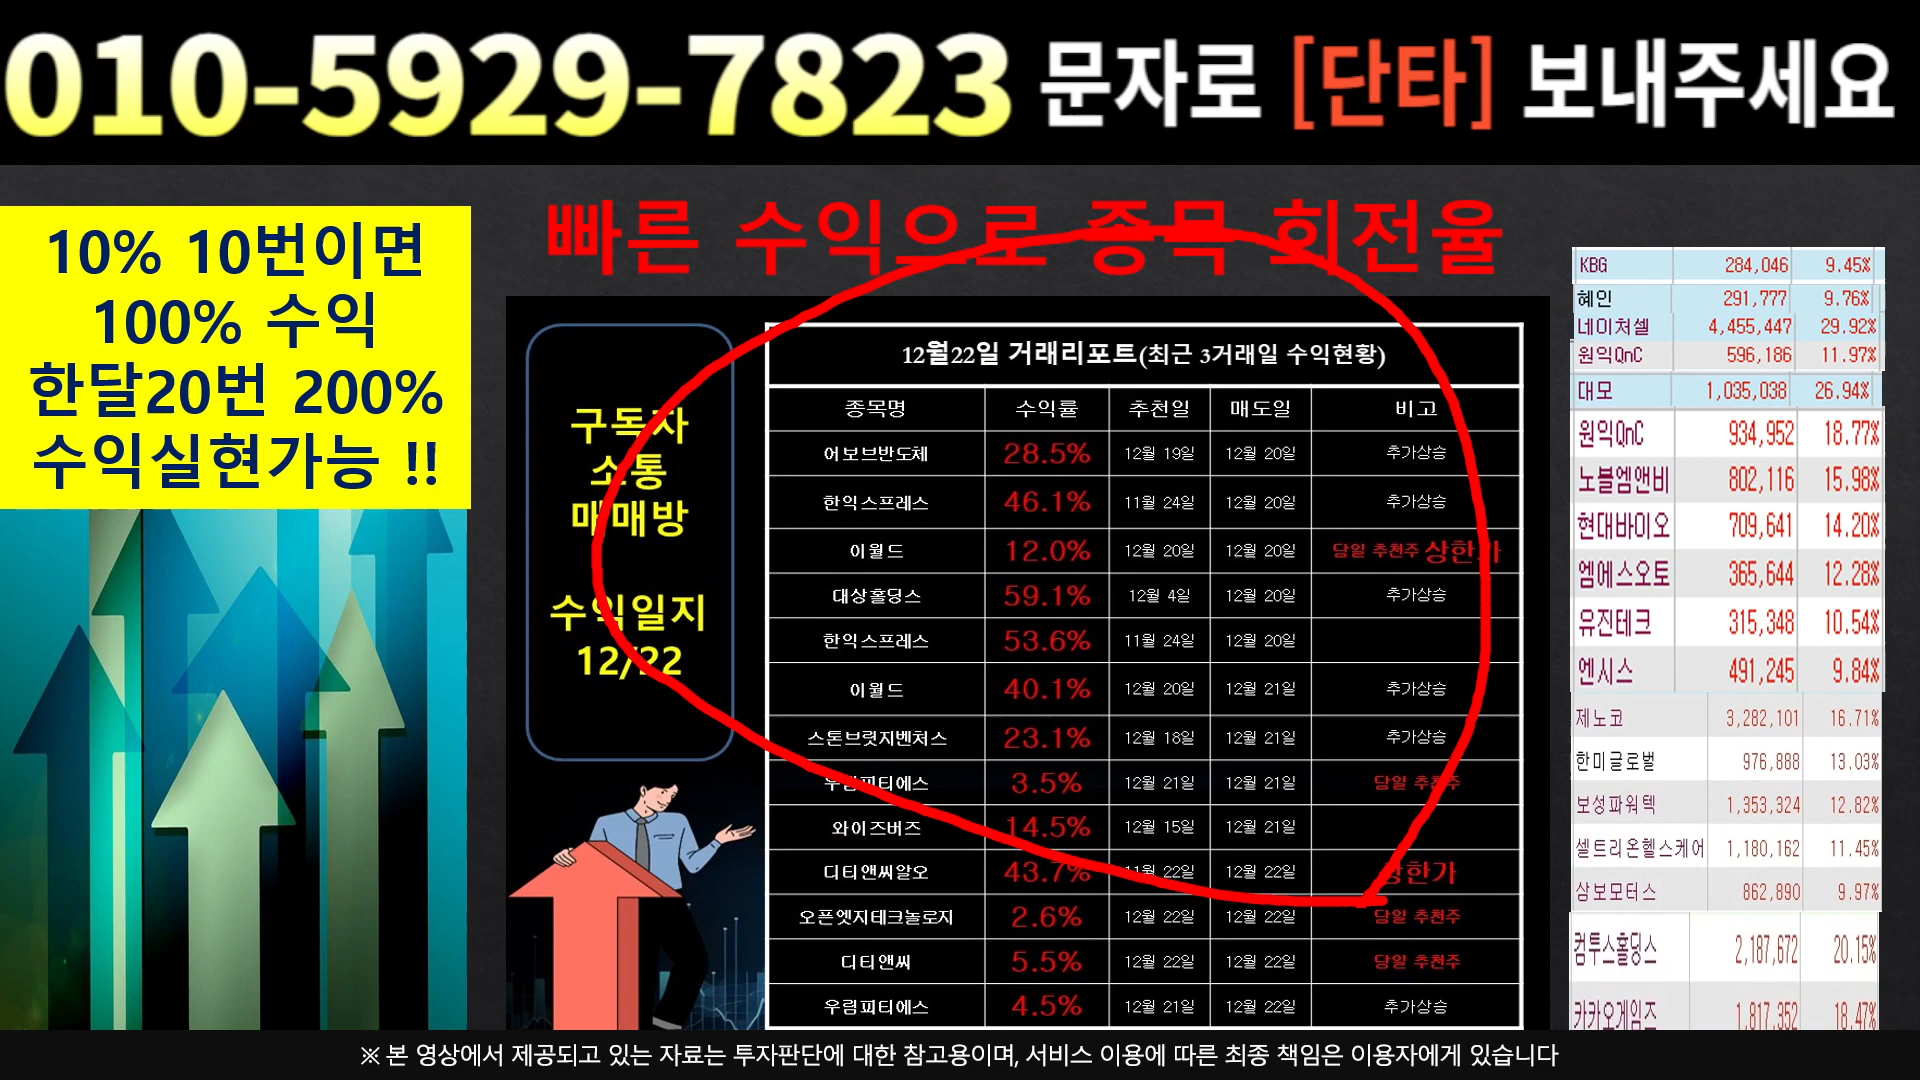 010-5929-7823 문자로 [단타] 보내주세요
10% 10번이면
100% 수익
한달20번 200%
수익실현가능 !!
빠른 수익으로 종목 회전율
구독자
소통
매매방
수익일지
12/22
12월22일 거래리포트(최근 3거래일 수익현황)
종목명 수익률 추천일 매도일 비고
어보브반도체 28.5% 12월 19일 12월 20일 추가상승
한익스프레스 46.1% 11월 24일 12월 20일 추가상승
이월드 12.0% 12월 20일 12월 20일 당일 추천주 상한가
대상홀딩스 59.1% 12월 4일 12월 20일 추가상승
한익스프레스 53.6% 11월 24일 12월 20일
이월드 40.1% 12월 20일 12월 21일 추가상승
스톤브릿지벤처스 23.1% 12월 18일 12월 21일 추가상승
우림피티에스 3.5% 12월 21일 12월 21일 당일 추천주
와이즈버즈 14.5% 12월 15일 12월 21일
디티앤씨알오 43.7% 11월 22일 12월 22일 상한가
오픈엣지테크놀로지 2.6% 12월 22일 12월 22일 당일 추천주
디티앤씨 5.5% 12월 22일 12월 22일 당일 추천주
우림피티에스 4.5% 12월 21일 12월 22일 추가상승
KBG 284,046 9.45%
혜인 291,777 9.76%
네이처셀 4,455,447 29.92%
원익QnC 596,186 11.97%
대모 1,035,038 26.94%
원익QnC 934,952 18.77%
노블엠앤비 802,116 15.98%
현대바이오 709,641 14.20%
엠에스오토 365,644 12.28%
유진테크 315,348 10.54%
엔시스 491,245 9.84%
제노코 3,282,101 16.71%
한미글로벌 976,888 13.03%
보성파워텍 1,353,324 12.82%
셀트리온헬스케어 1,180,162 11.45%
삼보모터스 862,890 9.97%
컴투스홀딩스 2,187,672 20.15%
카카오게임즈 1,817,352 18.47%
※ 본 영상에서 제공되고 있는 자료는 투자판단에 대한 참고용이며, 서비스 이용에 따른 최종 책임은 이용자에게 있습니다